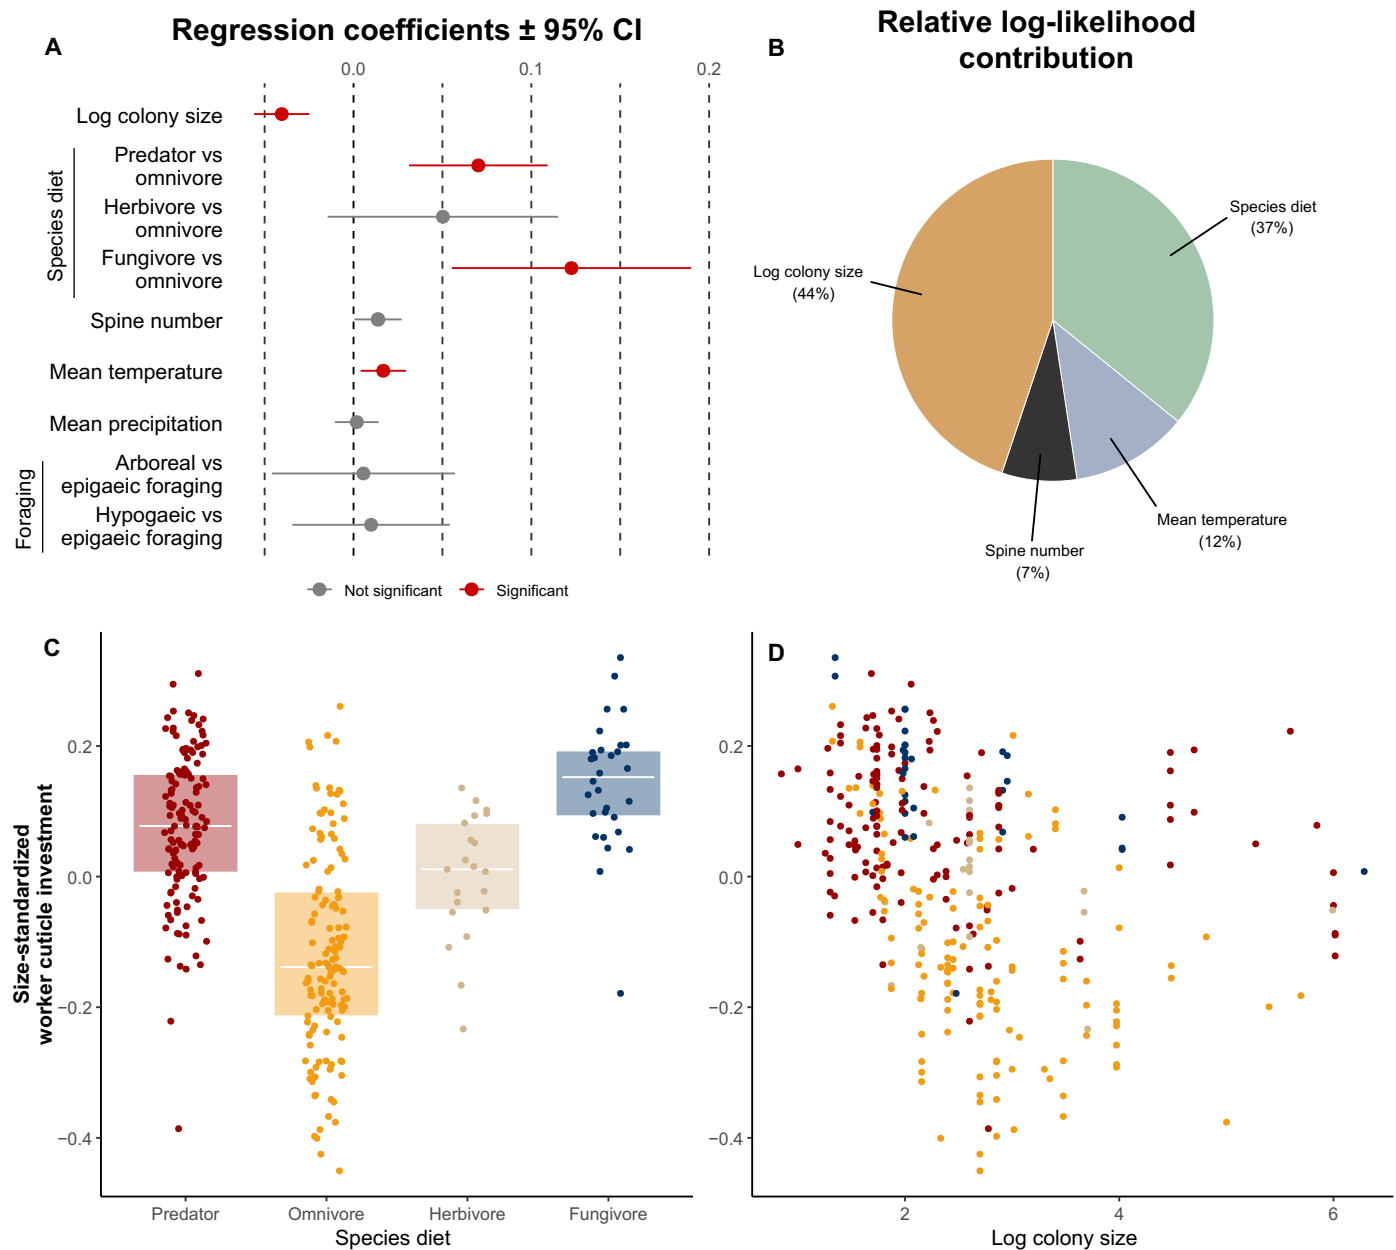 A
Regression coefficients ± 95% CI
0.0
0.1
0.2
Log colony size
Species diet
Predator vs
omnivore
Herbivore vs
omnivore
Fungivore vs
omnivore
Spine number
Mean temperature
Mean precipitation
Foraging
Arboreal vs
epigaeic foraging
Hypogaeic vs
epigaeic foraging
Not significant
Significant
B
Relative log-likelihood
contribution
Species diet
(37%)
Log colony size
(44%)
Mean temperature
(12%)
Spine number
(7%)
C
Size-standardized
worker cuticle investment
0.2
0.0
−0.2
−0.4
Predator
Omnivore
Herbivore
Fungivore
Species diet
D
0.2
0.0
−0.2
−0.4
2
4
6
Log colony size